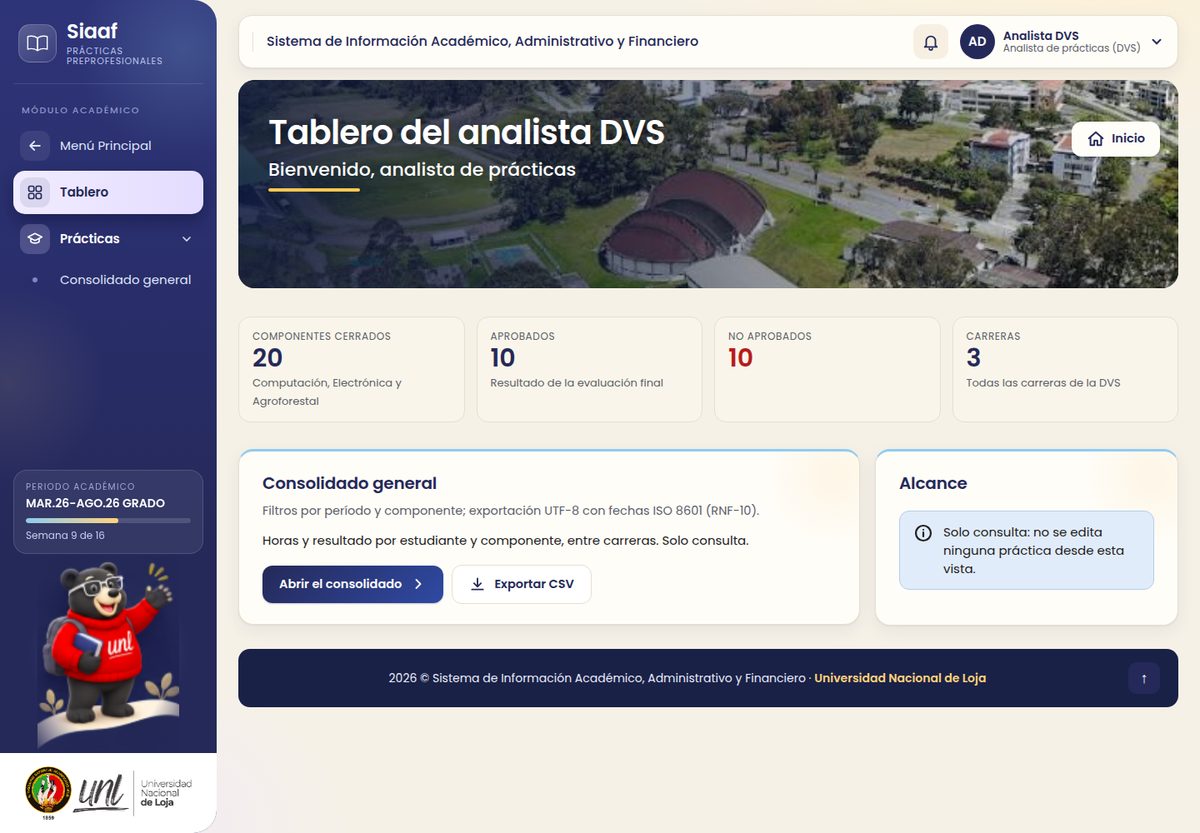 Siaaf
PRÁCTICAS
PREPROFESIONALES
MÓDULO ACADÉMICO
Menú Principal
Tablero
Prácticas
Consolidado general
PERIODO ACADÉMICO
MAR.26-AGO.26 GRADO
Semana 9 de 16
unl
1859
unl
Universidad
Nacional
de Loja
Sistema de Información Académico, Administrativo y Financiero
AD
Analista DVS
Analista de prácticas (DVS)
Tablero del analista DVS
Bienvenido, analista de prácticas
Inicio
COMPONENTES CERRADOS
20
Computación, Electrónica y
Agroforestal
APROBADOS
10
Resultado de la evaluación final
NO APROBADOS
10
CARRERAS
3
Todas las carreras de la DVS
Consolidado general
Filtros por período y componente; exportación UTF-8 con fechas ISO 8601 (RNF-10).
Horas y resultado por estudiante y componente, entre carreras. Solo consulta.
Abrir el consolidado
Exportar CSV
Alcance
Solo consulta: no se edita
ninguna práctica desde esta
vista.
2026 © Sistema de Información Académico, Administrativo y Financiero · Universidad Nacional de Loja
↑